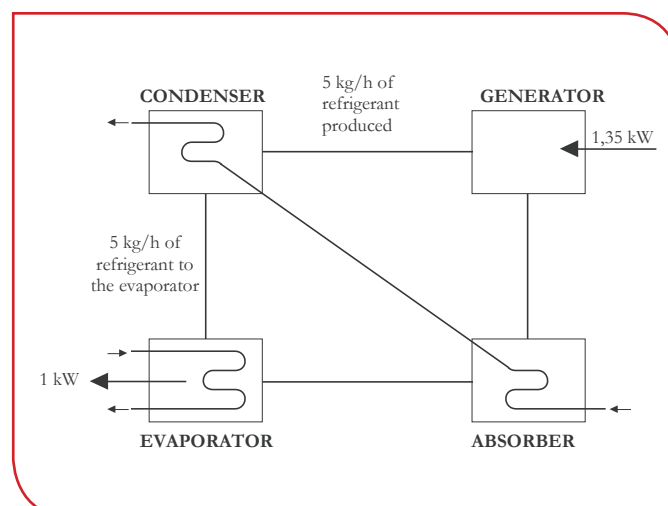 CONDENSER
5 kg/h of
refrigerant
produced
GENERATOR
1,35 kW
5 kg/h of
refrigerant to
the evaporator
1 kW
EVAPORATOR
ABSORBER